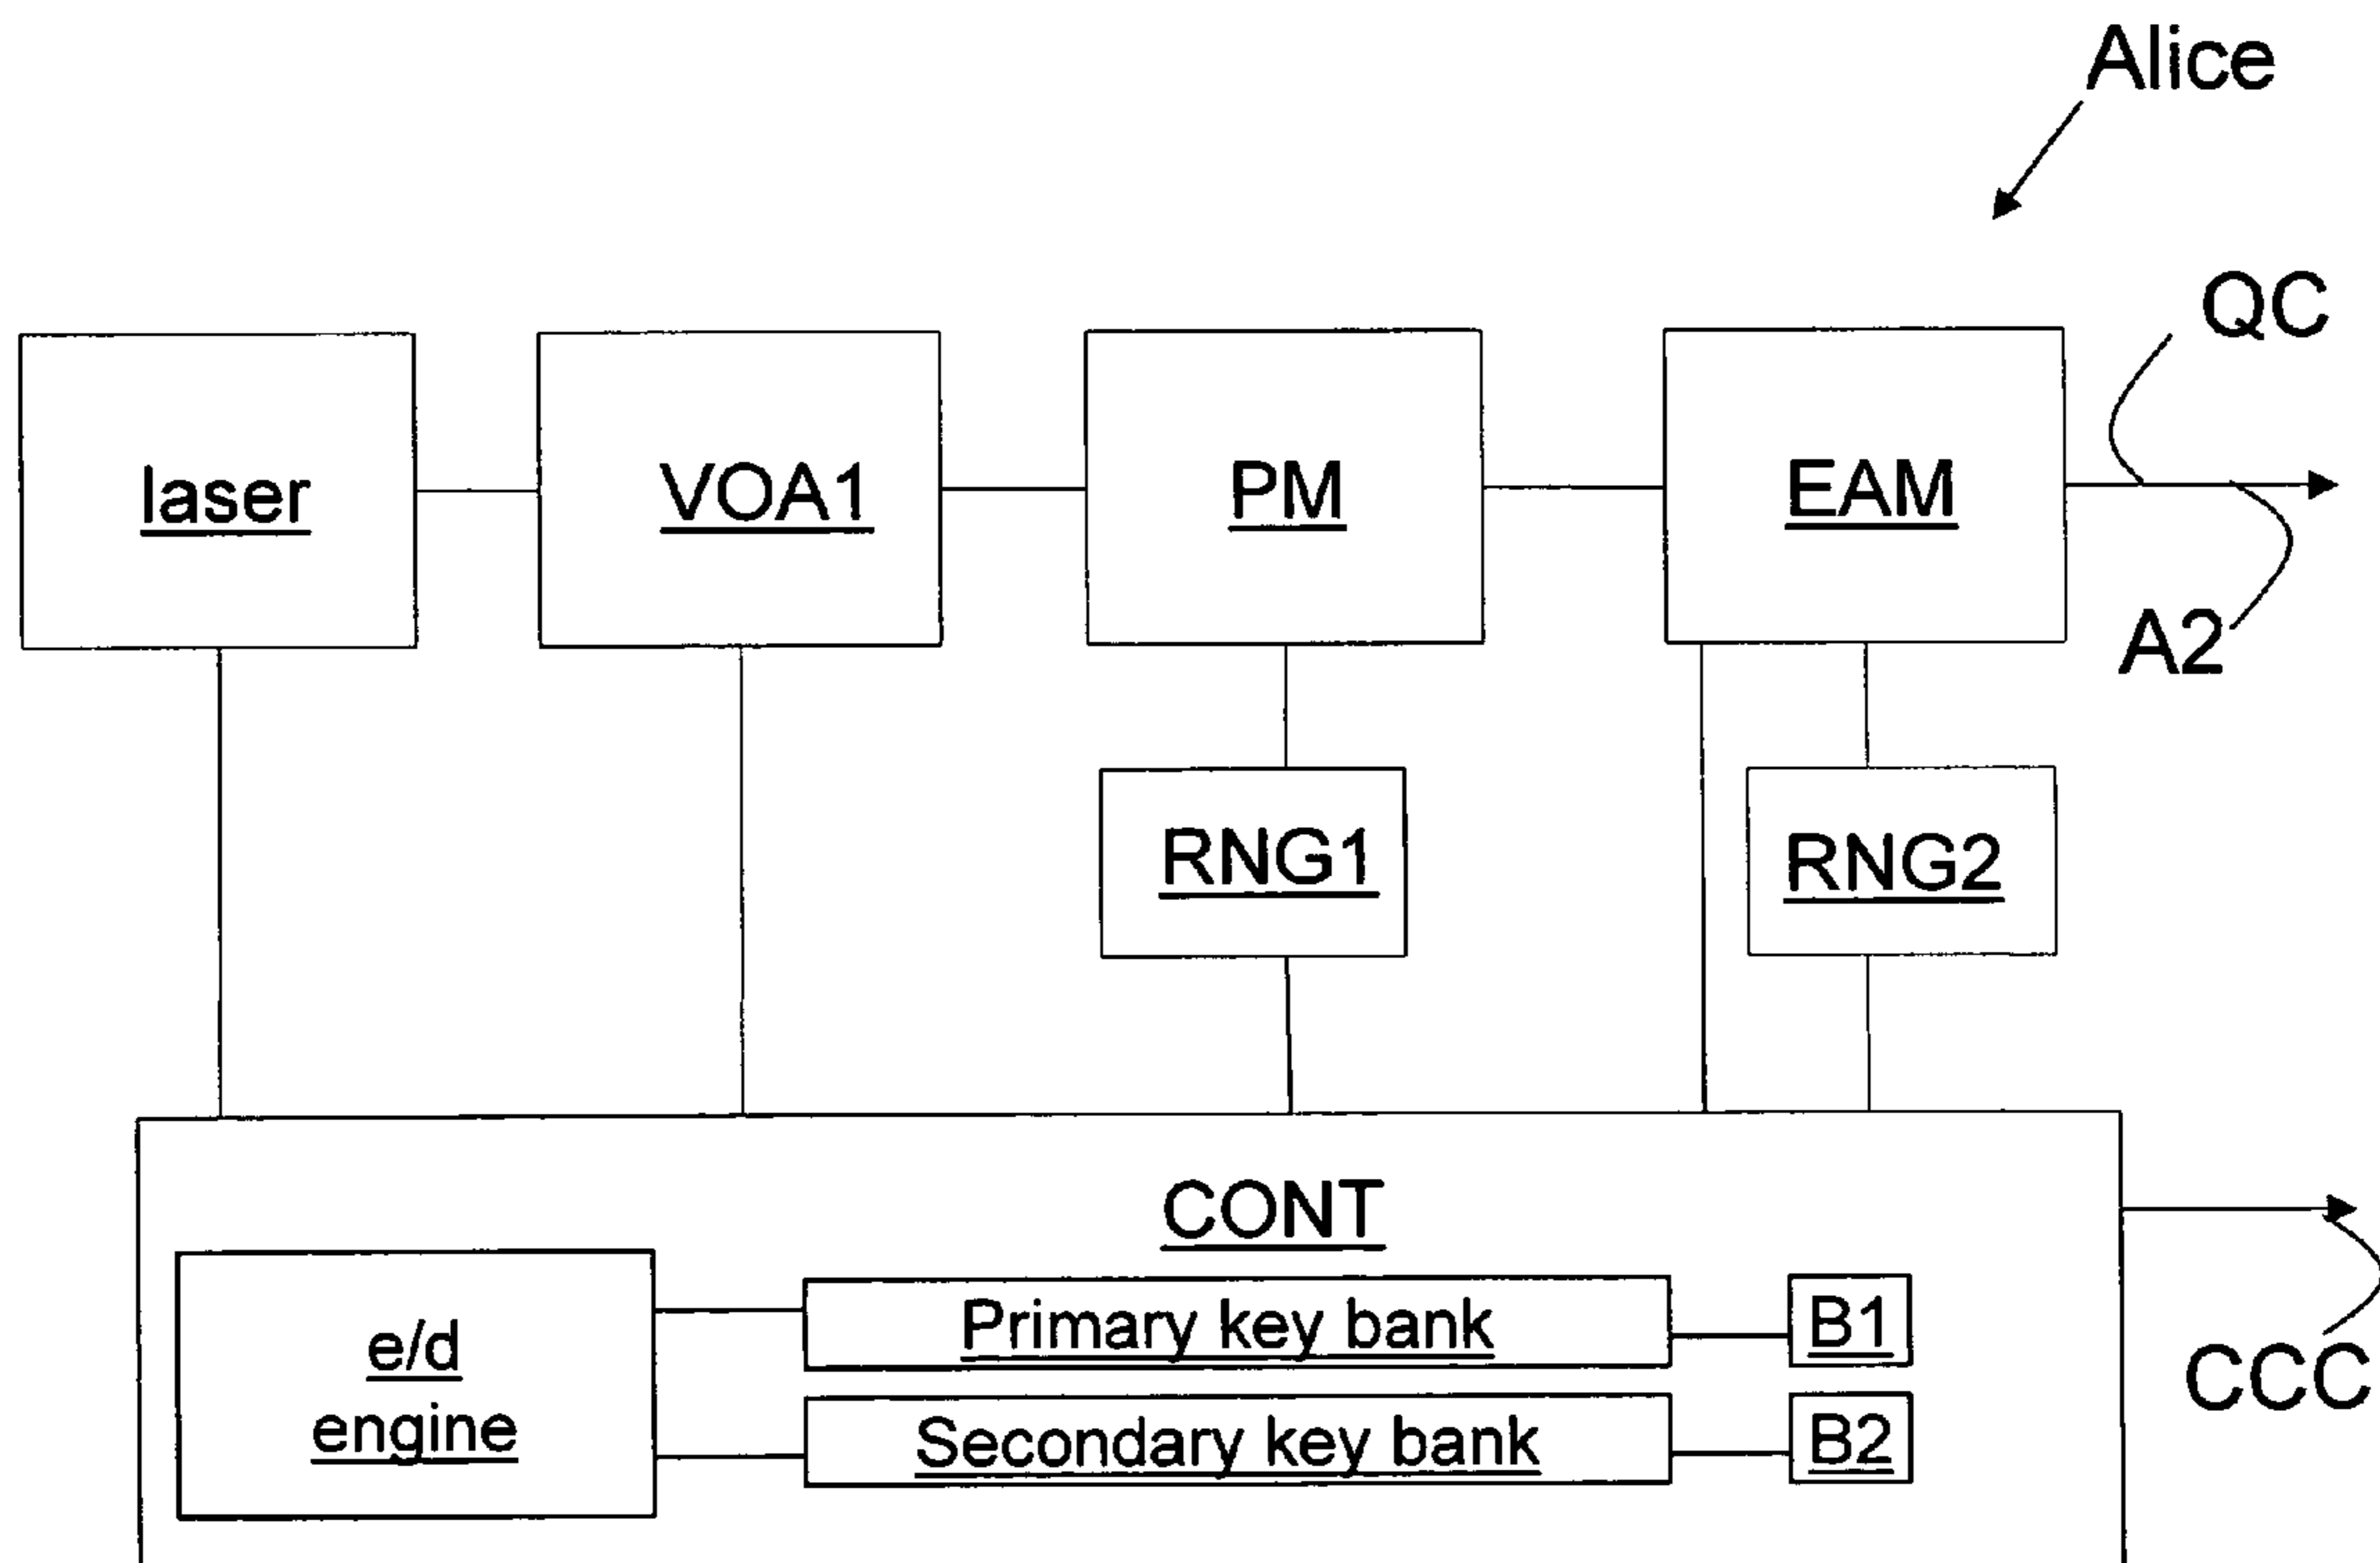 Alice
QC
laser
VOA1
PM
EAM
A2
RNG1
RNG2
CONT
e/d
engine
Primary key bank
B1
Secondary key bank
B2
CCC